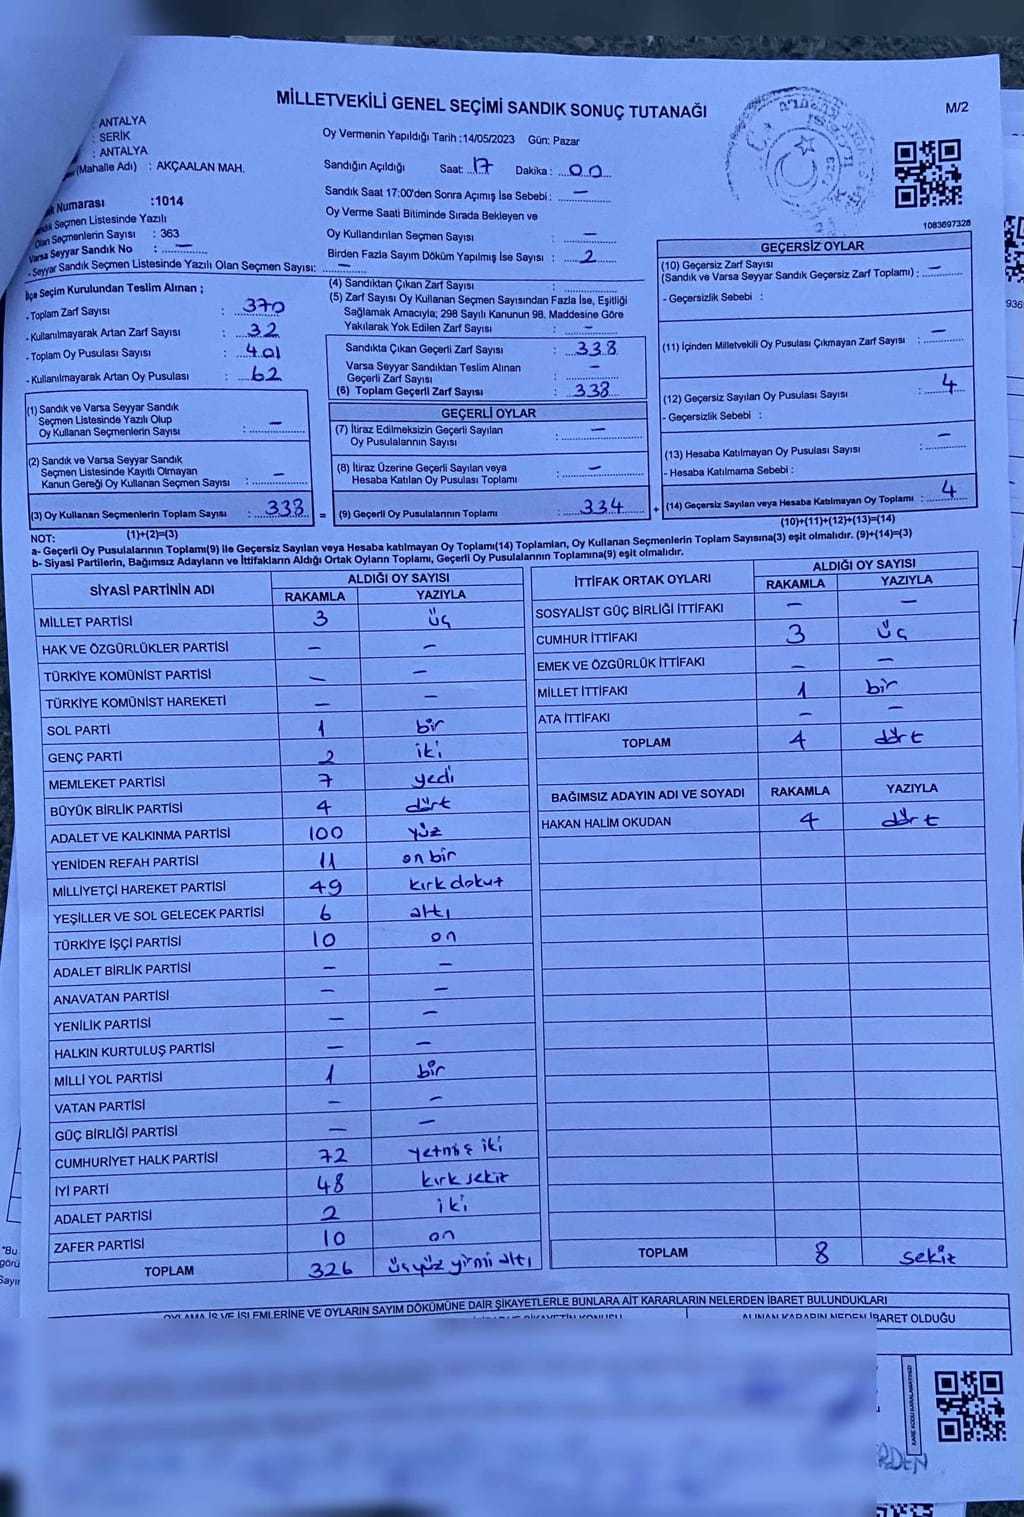 MİLLETVEKİLİ GENEL SEÇİMİ SANDIK SONUÇ TUTANAĞI
M/2
ANTALYA
: SERİK
: ANTALYA
(Mahalle Adı) : AKÇAALAN MAH.
Numarası :1014
Seçmen Listesinde Yazılı
Olan Seçmenlerin Sayısı : 363
Varsa Seyyar Sandık No : –
- Seyyar Sandık Seçmen Listesinde Yazılı Olan Seçmen Sayısı: –
İlçe Seçim Kurulundan Teslim Alınan ;
- Toplam Zarf Sayısı : 370
- Kullanılmayarak Artan Zarf Sayısı : 32
- Toplam Oy Pusulası Sayısı : 401
- Kullanılmayarak Artan Oy Pusulası : 62
(1) Sandık ve Varsa Seyyar Sandık
Seçmen Listesinde Yazılı Olup
Oy Kullanan Seçmenlerin Sayısı : –
(2) Sandık ve Varsa Seyyar Sandık
Seçmen Listesinde Kayıtlı Olmayan
Kanun Gereği Oy Kullanan Seçmen Sayısı : –
(3) Oy Kullanan Seçmenlerin Toplam Sayısı : 338 =
(1)+(2)=(3)
Oy Vermenin Yapıldığı Tarih :14/05/2023 Gün: Pazar
Sandığın Açıldığı Saat: 17 Dakika : 00
Sandık Saat 17:00'den Sonra Açımış İse Sebebi : –
Oy Verme Saati Bitiminde Sırada Bekleyen ve
Oy Kullandırılan Seçmen Sayısı : –
Birden Fazla Sayım Döküm Yapılmış İse Sayısı : 2
(4) Sandıktan Çıkan Zarf Sayısı :
(5) Zarf Sayısı Oy Kullanan Seçmen Sayısından Fazla İse, Eşitliği
Sağlamak Amacıyla; 298 Sayılı Kanunun 98. Maddesine Göre
Yakılarak Yok Edilen Zarf Sayısı : –
Sandıkta Çıkan Geçerli Zarf Sayısı : 338
Varsa Seyyar Sandıktan Teslim Alınan
Geçerli Zarf Sayısı : –
(6) Toplam Geçerli Zarf Sayısı : 338
GEÇERLİ OYLAR
(7) İtiraz Edilmeksizin Geçerli Sayılan
Oy Pusulalarının Sayısı : –
(8) İtiraz Üzerine Geçerli Sayılan veya
Hesaba Katılan Oy Pusulası Toplamı : –
(9) Geçerli Oy Pusulalarının Toplamı : 334 +
1083697328
GEÇERSİZ OYLAR
(10) Geçersiz Zarf Sayısı
(Sandık ve Varsa Seyyar Sandık Geçersiz Zarf Toplamı) : –
- Geçersizlik Sebebi :
(11) İçinden Milletvekili Oy Pusulası Çıkmayan Zarf Sayısı : –
(12) Geçersiz Sayılan Oy Pusulası Sayısı : 4
- Geçersizlik Sebebi :
(13) Hesaba Katılmayan Oy Pusulası Sayısı : –
- Hesaba Katılmama Sebebi :
(14) Geçersiz Sayılan veya Hesaba Katılmayan Oy Toplamı : 4
(10)+(11)+(12)+(13)=(14)
NOT:
a- Geçerli Oy Pusulalarının Toplamı(9) ile Geçersiz Sayılan veya Hesaba katılmayan Oy Toplamı(14) Toplamları, Oy Kullanan Seçmenlerin Toplam Sayısına(3) eşit olmalıdır. (9)+(14)=(3)
b- Siyasi Partilerin, Bağımsız Adayların ve İttifakların Aldığı Ortak Oyların Toplamı, Geçerli Oy Pusulalarının Toplamına(9) eşit olmalıdır.
SİYASİ PARTİNİN ADI ALDIĞI OY SAYISI
RAKAMLA YAZIYLA
MİLLET PARTİSİ 3 üç
HAK VE ÖZGÜRLÜKLER PARTİSİ – –
TÜRKİYE KOMÜNİST PARTİSİ – –
TÜRKİYE KOMÜNİST HAREKETİ – –
SOL PARTİ 1 bir
GENÇ PARTİ 2 iki
MEMLEKET PARTİSİ 7 yedi
BÜYÜK BİRLİK PARTİSİ 4 dört
ADALET VE KALKINMA PARTİSİ 100 yüz
YENİDEN REFAH PARTİSİ 11 on bir
MİLLİYETÇİ HAREKET PARTİSİ 49 kırk dokuz
YEŞİLLER VE SOL GELECEK PARTİSİ 6 altı
TÜRKİYE İŞÇİ PARTİSİ 10 on
ADALET BİRLİK PARTİSİ – –
ANAVATAN PARTİSİ – –
YENİLİK PARTİSİ – –
HALKIN KURTULUŞ PARTİSİ – –
MİLLİ YOL PARTİSİ 1 bir
VATAN PARTİSİ – –
GÜÇ BİRLİĞİ PARTİSİ – –
CUMHURİYET HALK PARTİSİ 72 yetmiş iki
İYİ PARTİ 48 kırk sekiz
ADALET PARTİSİ 2 iki
ZAFER PARTİSİ 10 on
TOPLAM 326 üçyüz yirmi altı
İTTİFAK ORTAK OYLARI ALDIĞI OY SAYISI
RAKAMLA YAZIYLA
SOSYALİST GÜÇ BİRLİĞİ İTTİFAKI – –
CUMHUR İTTİFAKI 3 üç
EMEK VE ÖZGÜRLÜK İTTİFAKI – –
MİLLET İTTİFAKI 1 bir
ATA İTTİFAKI – –
TOPLAM 4 dört
BAĞIMSIZ ADAYIN ADI VE SOYADI RAKAMLA YAZIYLA
HAKAN HALİM OKUDAN 4 dört
TOPLAM 8 sekiz
OYLAMA İŞ VE İŞLEMLERİNE VE OYLARIN SAYIM DÖKÜMÜNE DAİR ŞİKAYETLERLE BUNLARA AİT KARARLARIN NELERDEN İBARET BULUNDUKLARI
ALINAN KARARIN NEDEN İBARET OLDUĞU
"Bu
görü
Sayır
936